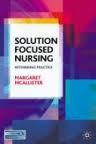 SOLUTION
FOCUSED
NURSING
RETHINKING PRACTICE
MARGARET
MCALLISTER